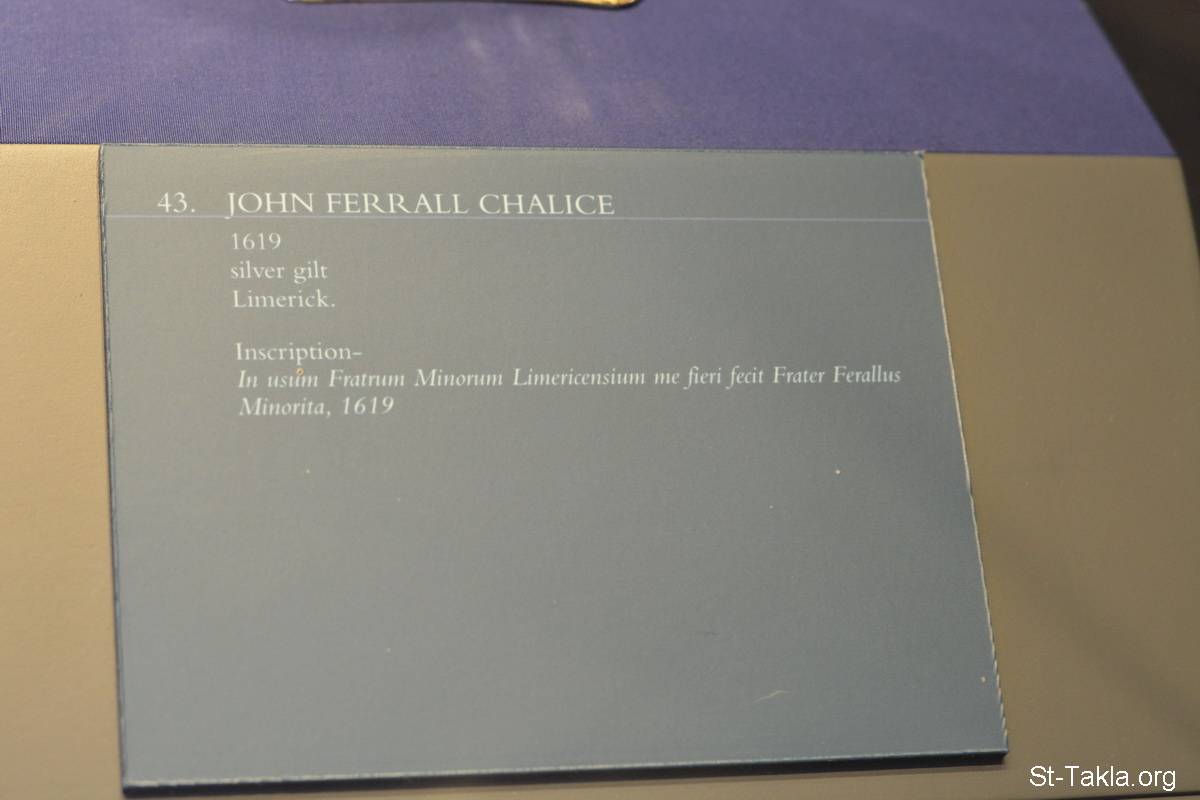 43. JOHN FERRALL CHALICE
1619
silver gilt
Limerick.
Inscription-
In usum Fratrum Minorum Limericensium me fieri fecit Frater Ferallus
Minorita, 1619
St-Takla.org